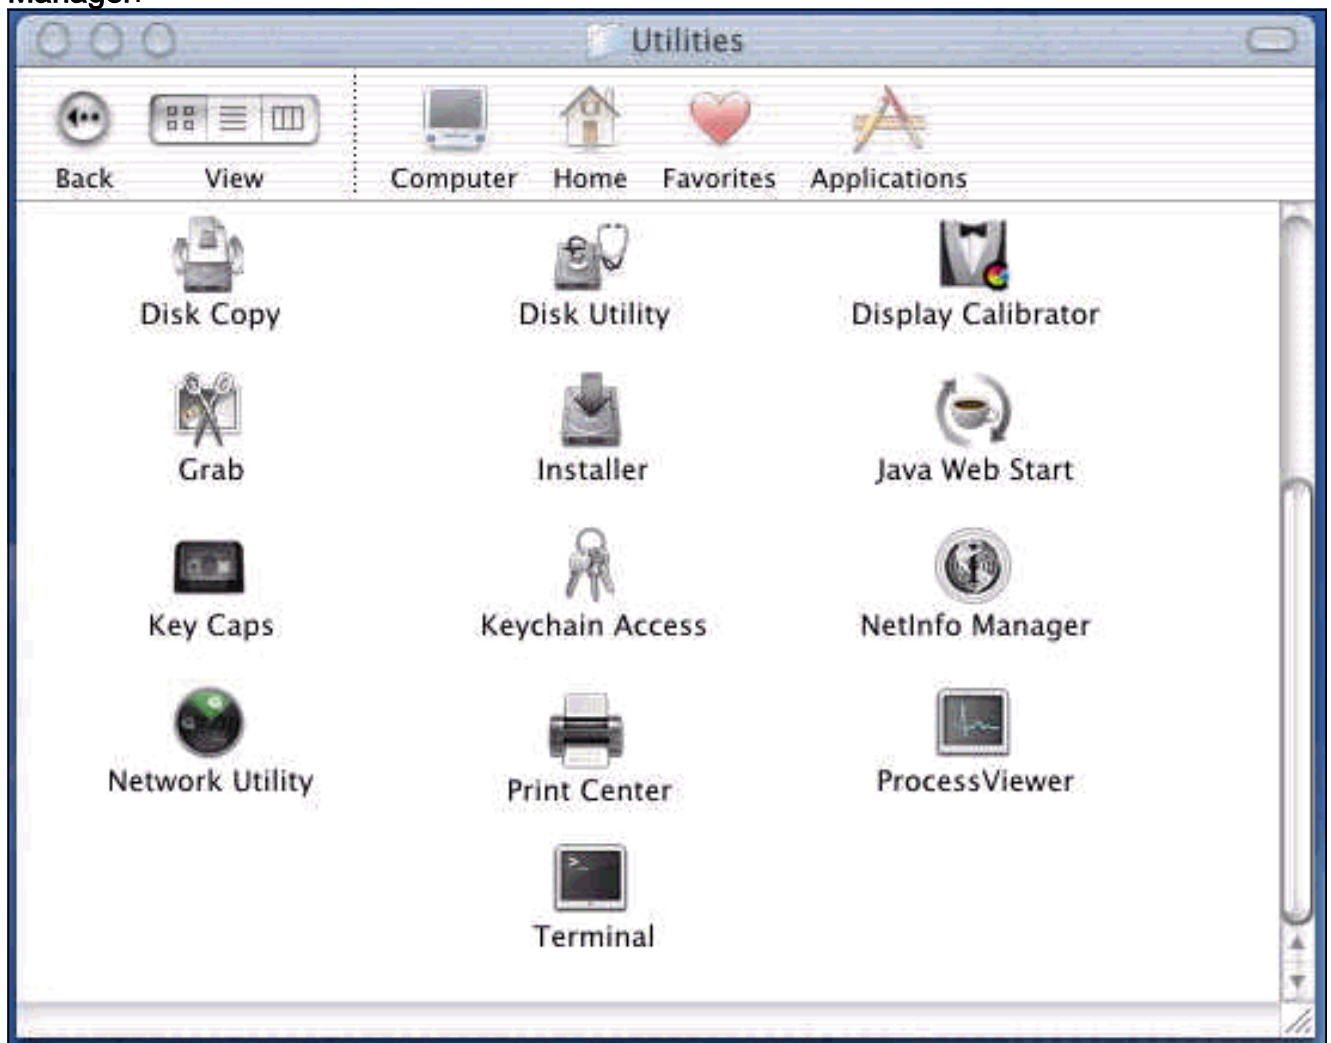 Manager.
Utilities
Back View Computer Home Favorites Applications
Disk Copy Disk Utility Display Calibrator
Grab Installer Java Web Start
Key Caps Keychain Access NetInfo Manager
Network Utility Print Center ProcessViewer
>_
Terminal